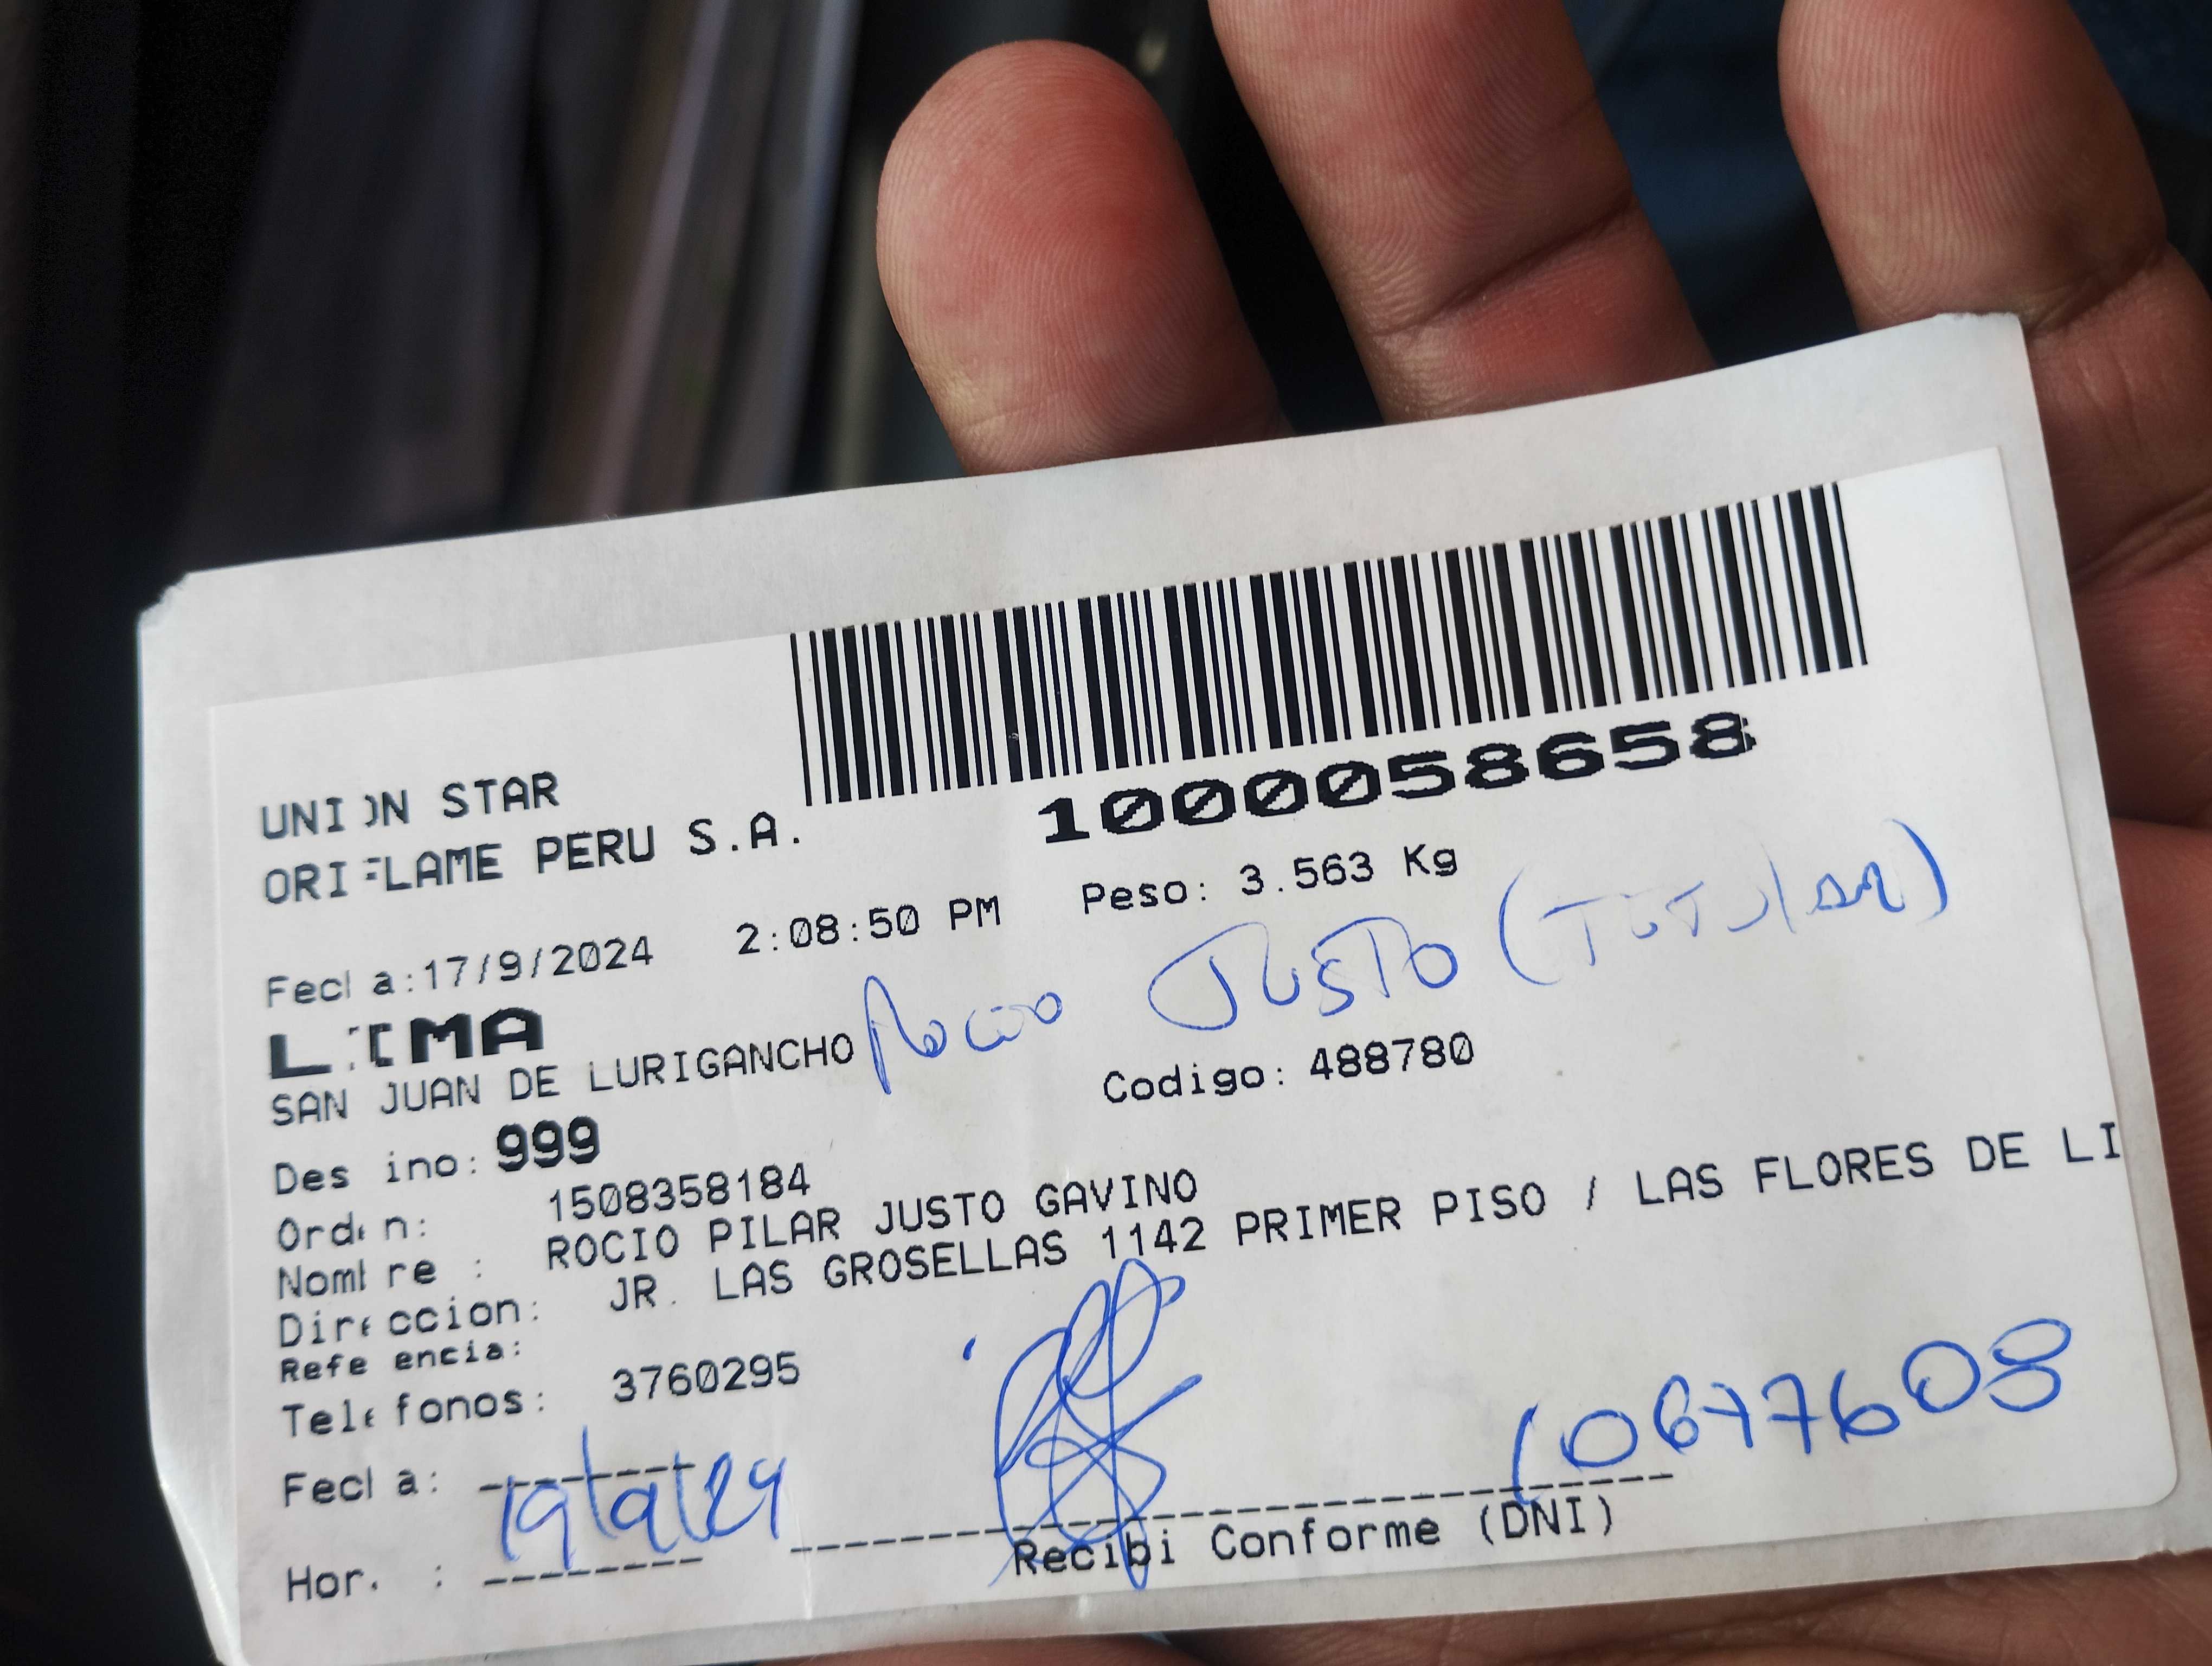 UNION STAR
ORIFLAME PERU S.A.
1000058658
Fecha:17/9/2024 2:08:50 PM Peso: 3.563 Kg
LIMA
Rocio JUSTO (TITULAR)
SAN JUAN DE LURIGANCHO
Codigo: 488780
Destino: 999
Orden: 1508358184
Nombre : ROCIO PILAR JUSTO GAVINO
Direccion: JR. LAS GROSELLAS 1142 PRIMER PISO / LAS FLORES DE LI
Referencia:
Telefonos: 3760295
Fecha: 19/9/24
10677608
Hora :
Recibi Conforme (DNI)